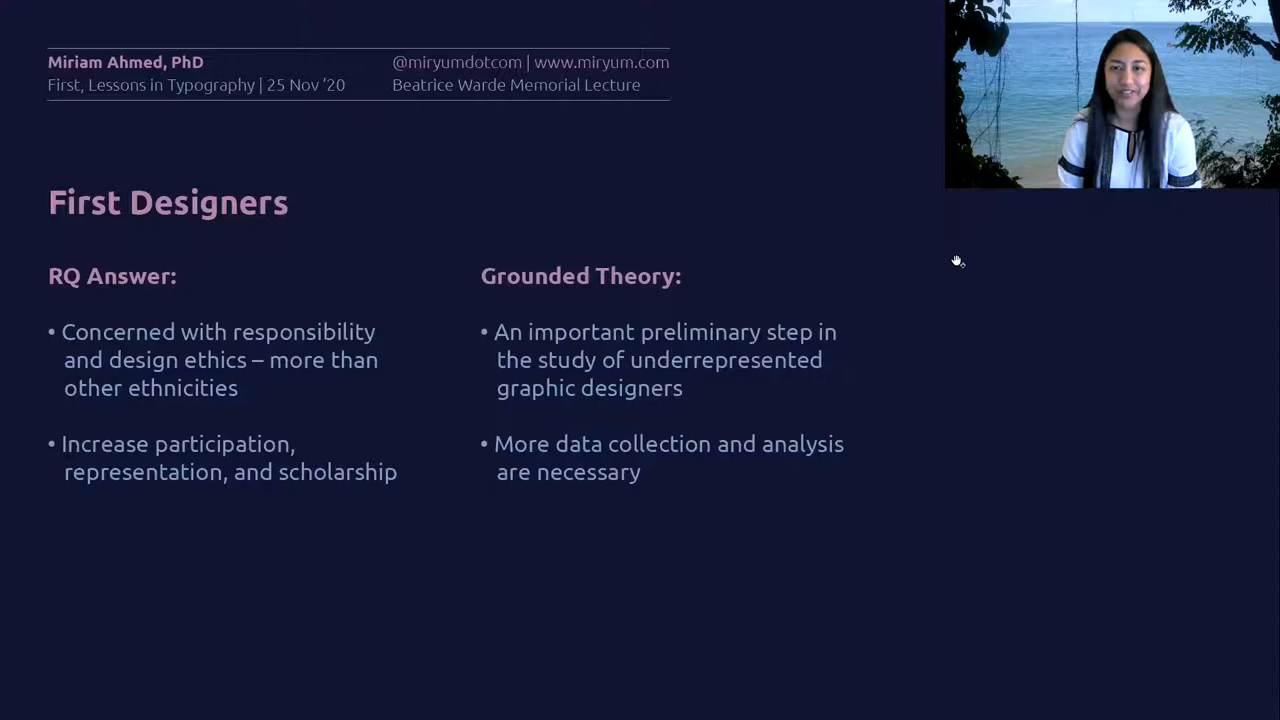 Miriam Ahmed, PhD
First, Lessons in Typography | 25 Nov ’20
@miryumdotcom | www.miryum.com
Beatrice Warde Memorial Lecture
First Designers
RQ Answer:
• Concerned with responsibility
and design ethics – more than
other ethnicities
• Increase participation,
representation, and scholarship
Grounded Theory:
• An important preliminary step in
the study of underrepresented
graphic designers
• More data collection and analysis
are necessary